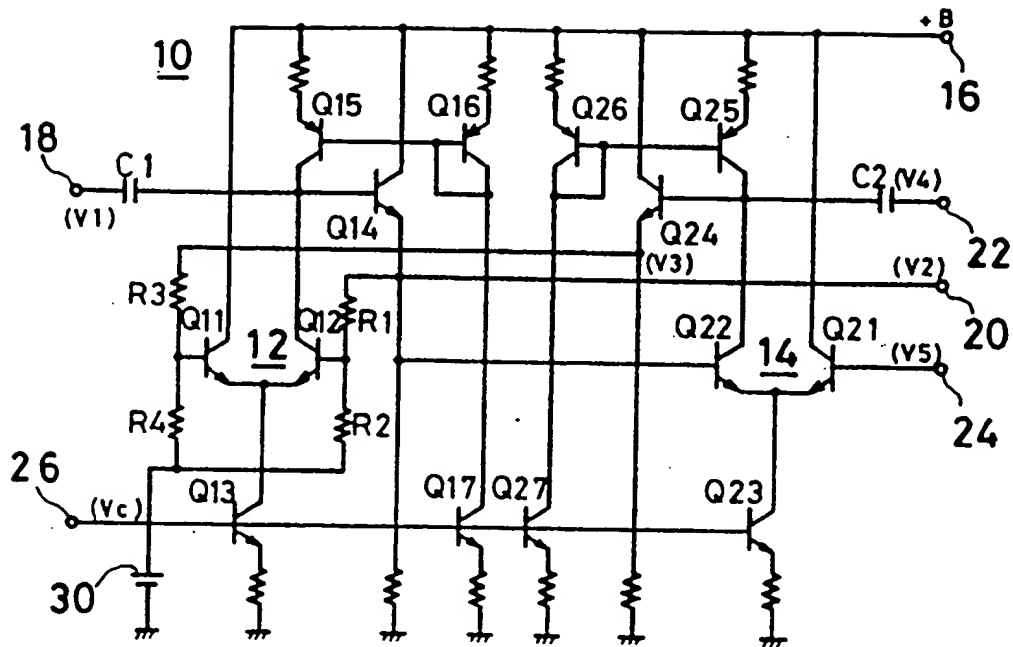 +B
10
16
Q15
Q16
Q26
Q25
18
C1
C2
(V4)
(V1)
Q14
Q24
22
(V3)
(V2)
R3
Q11
12
Q12
R1
20
Q22
14
Q21
(V5)
R4
R2
24
26
(Vc)
Q13
Q17
Q27
Q23
30